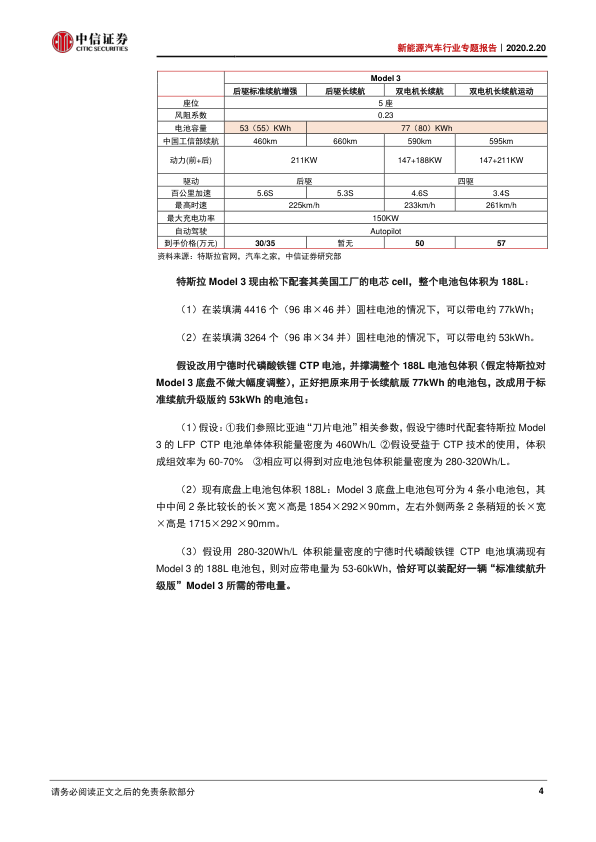 中信证券
CITIC SECURITIES
新能源汽车行业专题报告｜2020.2.20
Model 3
后驱标准续航增强 后驱长续航 双电机长续航 双电机长续航运动
座位 5 座
风阻系数 0.23
电池容量 53（55）KWh 77（80）KWh
中国工信部续航 460km 660km 590km 595km
动力(前+后) 211KW 147+188KW 147+211KW
驱动 后驱 四驱
百公里加速 5.6S 5.3S 4.6S 3.4S
最高时速 225km/h 233km/h 261km/h
最大充电功率 150KW
自动驾驶 Autopilot
到手价格(万元) 30/35 暂无 50 57
资料来源：特斯拉官网，汽车之家，中信证券研究部
特斯拉 Model 3 现由松下配套其美国工厂的电芯 cell，整个电池包体积为 188L：
（1）在装填满 4416 个（96 串×46 并）圆柱电池的情况下，可以带电约 77kWh；
（2）在装填满 3264 个（96 串×34 并）圆柱电池的情况下，可以带电约 53kWh。
假设改用宁德时代磷酸铁锂 CTP 电池，并撑满整个 188L 电池包体积（假定特斯拉对
Model 3 底盘不做大幅度调整），正好把原来用于长续航版 77kWh 的电池包，改成用于标
准续航升级版约 53kWh 的电池包：
（1）假设：①我们参照比亚迪“刀片电池”相关参数，假设宁德时代配套特斯拉 Model
3 的 LFP CTP 电池单体体积能量密度为 460Wh/L ②假设受益于 CTP 技术的使用，体积
成组效率为 60-70% ③相应可以得到对应电池包体积能量密度为 280-320Wh/L。
（2）现有底盘上电池包体积 188L：Model 3 底盘上电池包可分为 4 条小电池包，其
中中间 2 条比较长的长×宽×高是 1854×292×90mm，左右外侧两条 2 条稍短的长×宽
×高是 1715×292×90mm。
（3）假设用 280-320Wh/L 体积能量密度的宁德时代磷酸铁锂 CTP 电池填满现有
Model 3 的 188L 电池包，则对应带电量为 53-60kWh，恰好可以装配好一辆“标准续航升
级版”Model 3 所需的带电量。
请务必阅读正文之后的免责条款部分
4